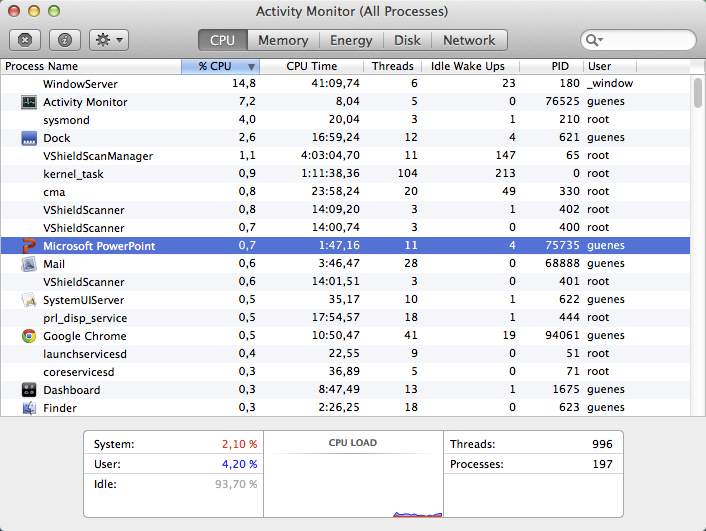 Activity Monitor (All Processes)
CPU Memory Energy Disk Network
Process Name % CPU CPU Time Threads Idle Wake Ups PID User
WindowServer 14,8 41:09,74 6 23 180 _window
Activity Monitor 7,2 8,04 5 0 76525 guenes
sysmond 4,0 20,04 3 1 210 root
Dock 2,6 16:59,24 12 4 621 guenes
VShieldScanManager 1,1 4:03:04,70 11 147 65 root
kernel_task 0,9 1:11:38,36 104 213 0 root
cma 0,8 23:58,24 20 49 330 root
VShieldScanner 0,8 14:09,20 3 1 402 root
VShieldScanner 0,7 14:00,74 3 0 400 root
Microsoft PowerPoint 0,7 1:47,16 11 4 75735 guenes
Mail 0,6 3:46,47 28 0 68888 guenes
VShieldScanner 0,6 14:01,51 3 0 401 root
SystemUIServer 0,5 35,17 10 1 622 guenes
prl_disp_service 0,5 17:54,57 18 1 444 root
Google Chrome 0,5 10:50,47 41 19 94061 guenes
launchservicesd 0,4 22,55 9 0 51 root
coreservicesd 0,3 36,89 5 0 71 root
Dashboard 0,3 8:47,49 13 1 1675 guenes
Finder 0,3 2:26,25 18 0 623 guenes
System: 2,10 % CPU LOAD Threads: 996
User: 4,20 % Processes: 197
Idle: 93,70 %